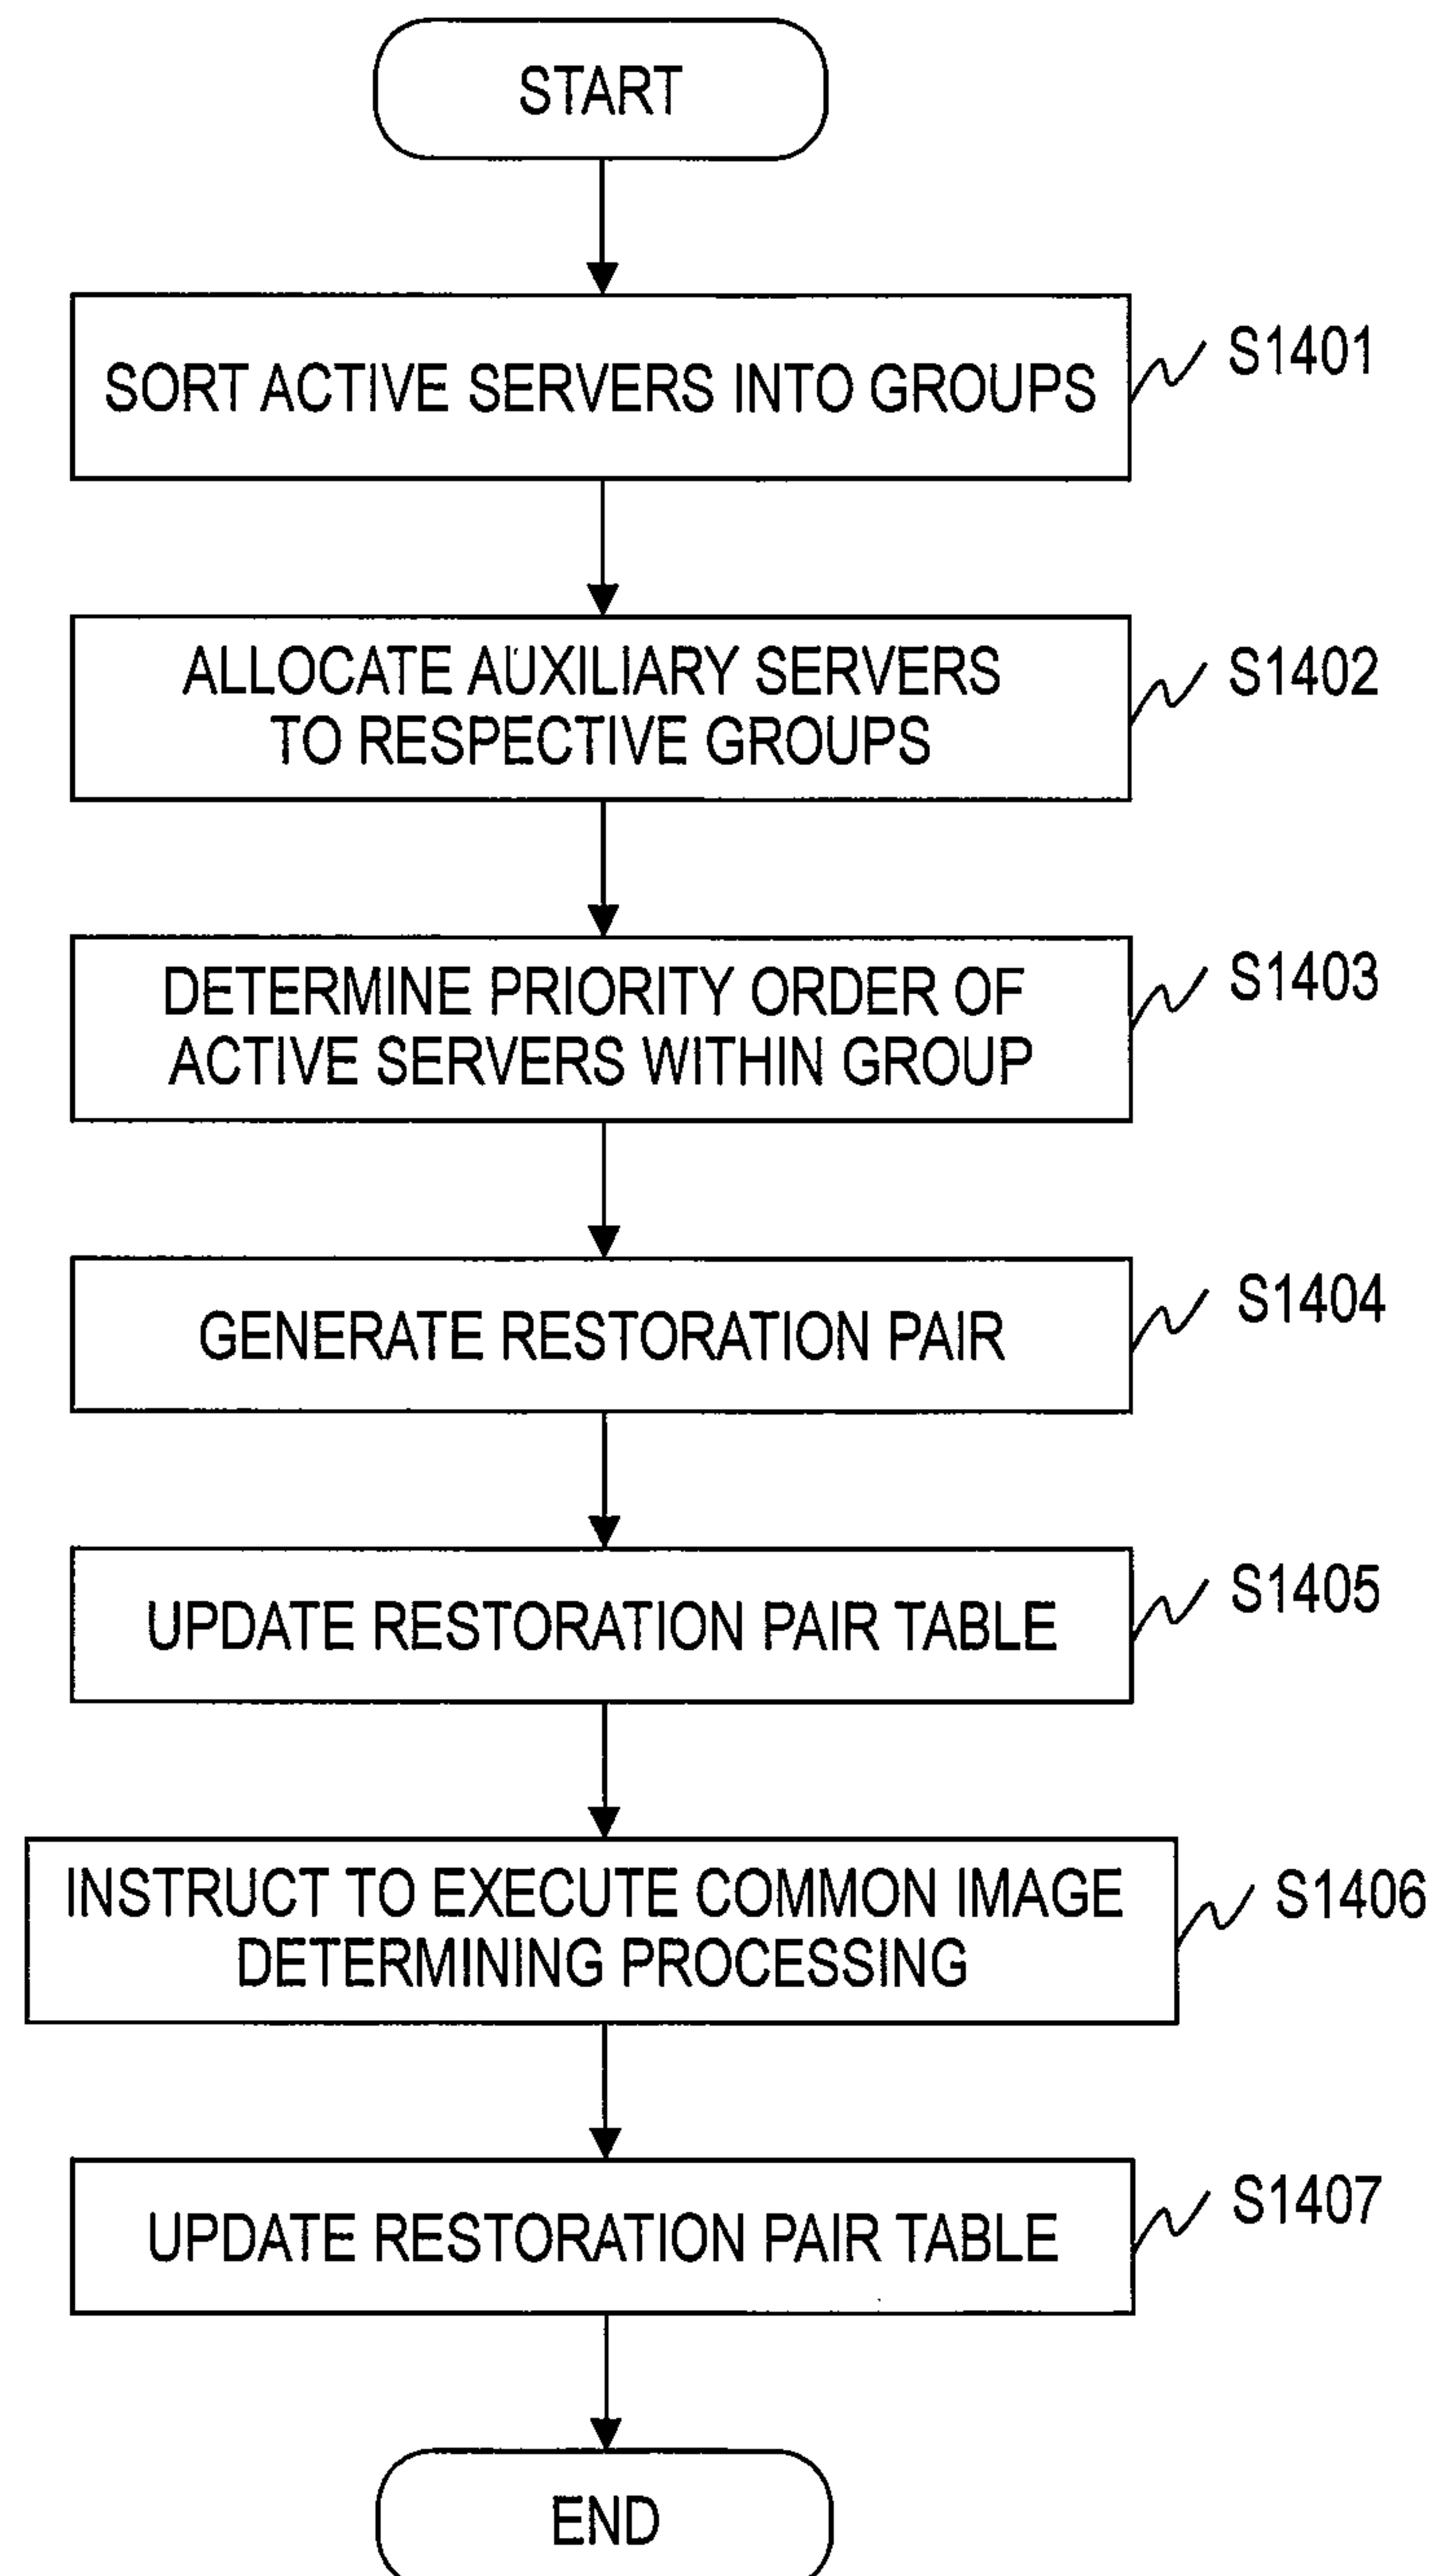 START
SORT ACTIVE SERVERS INTO GROUPS
S1401
ALLOCATE AUXILIARY SERVERS
TO RESPECTIVE GROUPS
S1402
DETERMINE PRIORITY ORDER OF
ACTIVE SERVERS WITHIN GROUP
S1403
GENERATE RESTORATION PAIR
S1404
UPDATE RESTORATION PAIR TABLE
S1405
INSTRUCT TO EXECUTE COMMON IMAGE
DETERMINING PROCESSING
S1406
UPDATE RESTORATION PAIR TABLE
S1407
END